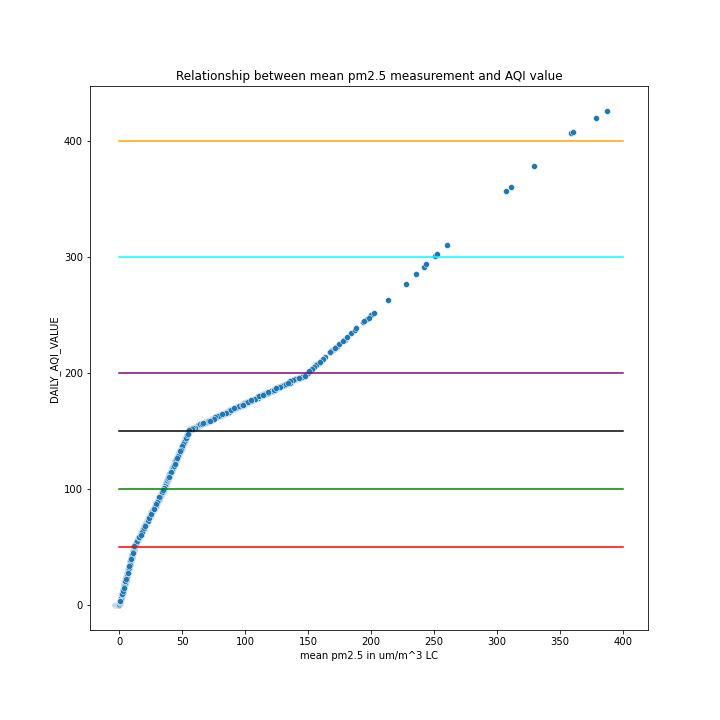 Relationship between mean pm2.5 measurement and AQI value
400
300
200
100
0
DAILY_AQI_VALUE
0 50 100 150 200 250 300 350 400
mean pm2.5 in um/m^3 LC